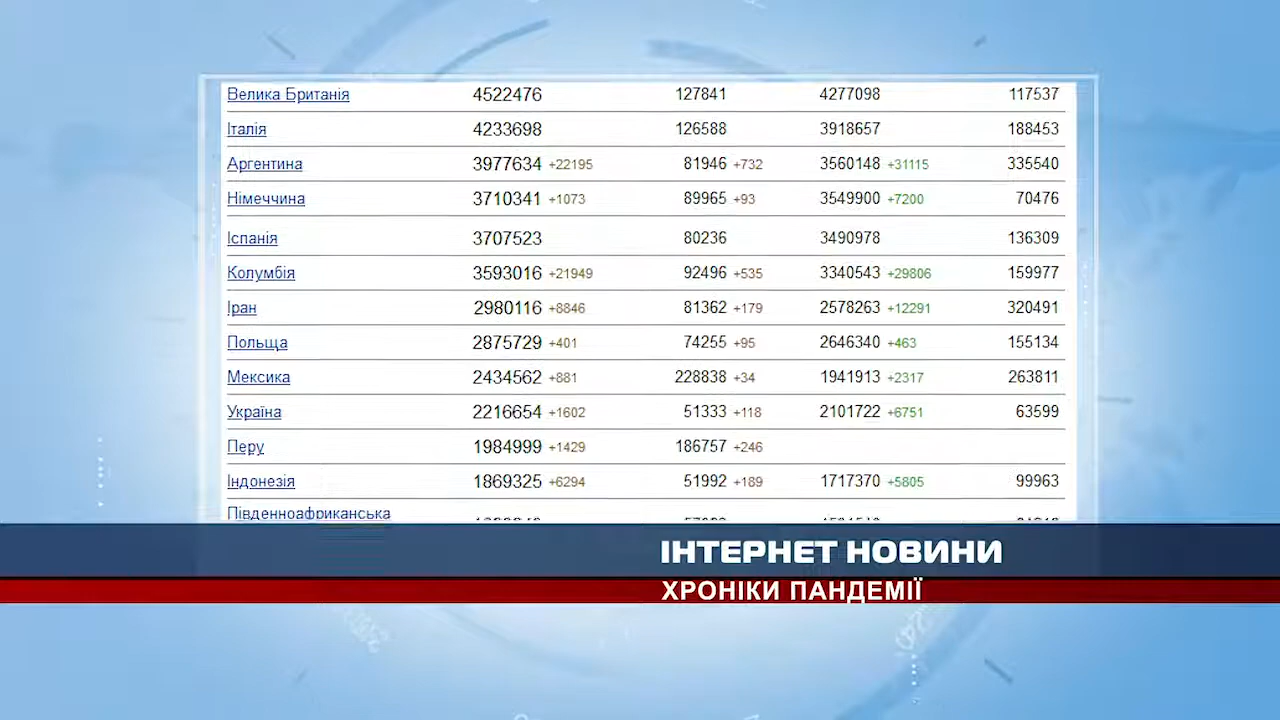 Велика Британія 4522476 127841 4277098 117537
Італія 4233698 126588 3918657 188453
Аргентина 3977634 +22195 81946 +732 3560148 +31115 335540
Німеччина 3710341 +1073 89965 +93 3549900 +7200 70476
Іспанія 3707523 80236 3490978 136309
Колумбія 3593016 +21949 92496 +535 3340543 +29806 159977
Іран 2980116 +8846 81362 +179 2578263 +12291 320491
Польща 2875729 +401 74255 +95 2646340 +463 155134
Мексика 2434562 +881 228838 +34 1941913 +2317 263811
Україна 2216654 +1602 51333 +118 2101722 +6751 63599
Перу 1984999 +1429 186757 +246
Індонезія 1869325 +6294 51992 +189 1717370 +5805 99963
Південноафриканська
ІНТЕРНЕТ НОВИНИ
ХРОНІКИ ПАНДЕМІЇ